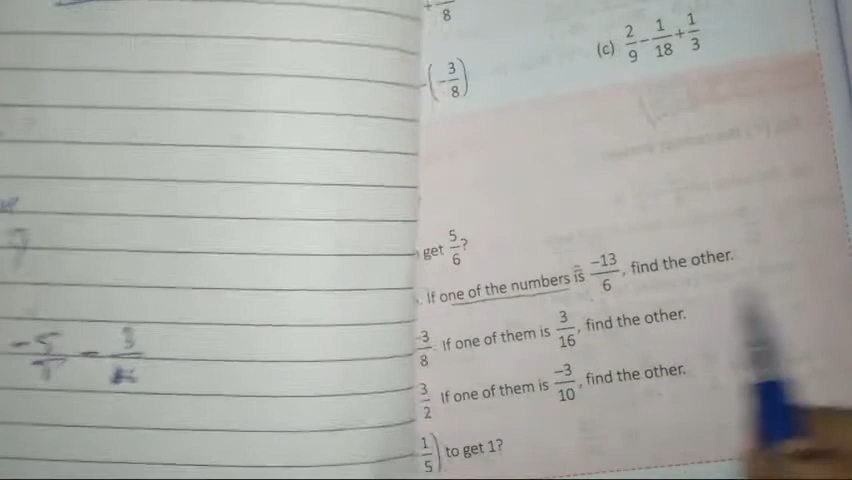 + /8
(c) 2/9 - 1/18 + 1/3
-(-3/8)
get 5/6?
. If one of the numbers is -13/6, find the other.
3/8. If one of them is 3/16, find the other.
3/2 If one of them is -3/10, find the other.
1/5) to get 1?
-5/ - 3/